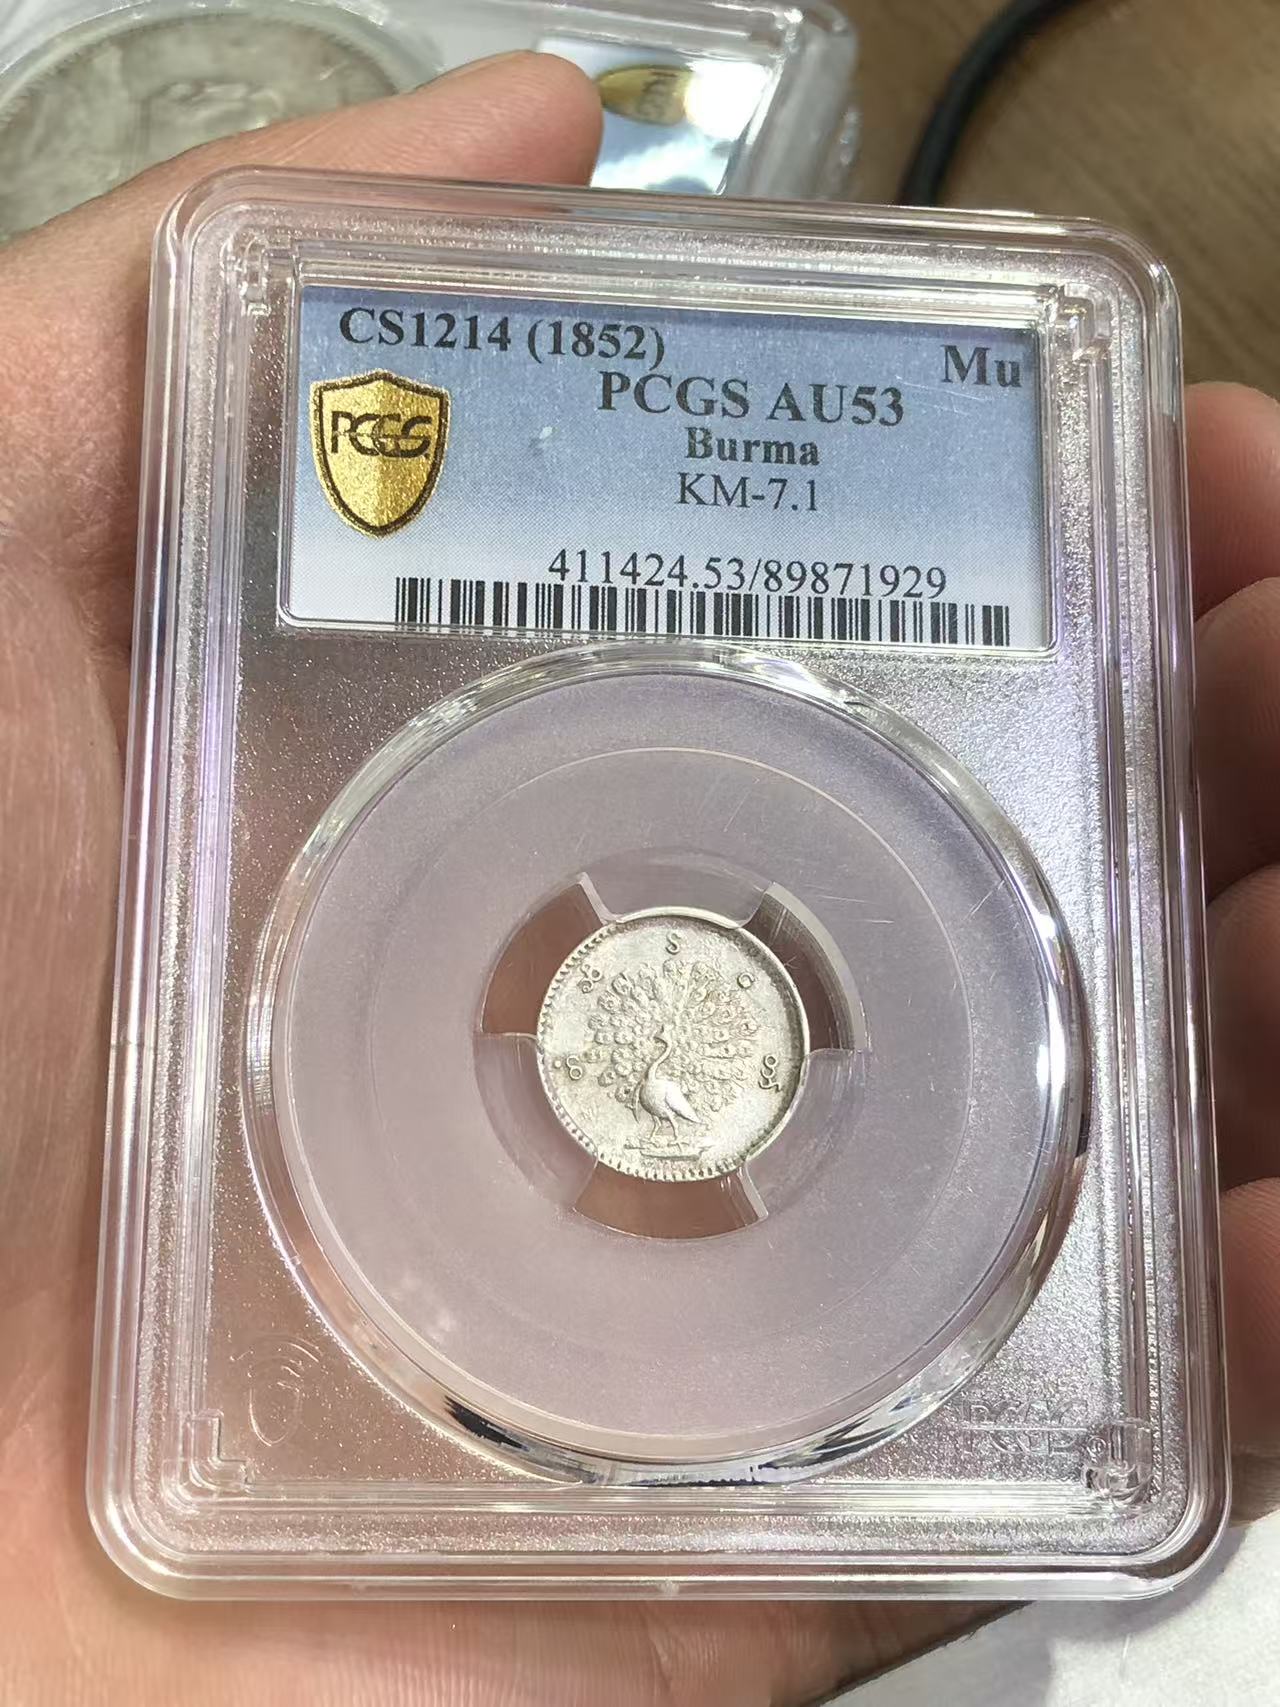 CS1214 (1852)
Mu
PCGS AU53
PCGS
Burma
KM-7.1
411424.53/89871929